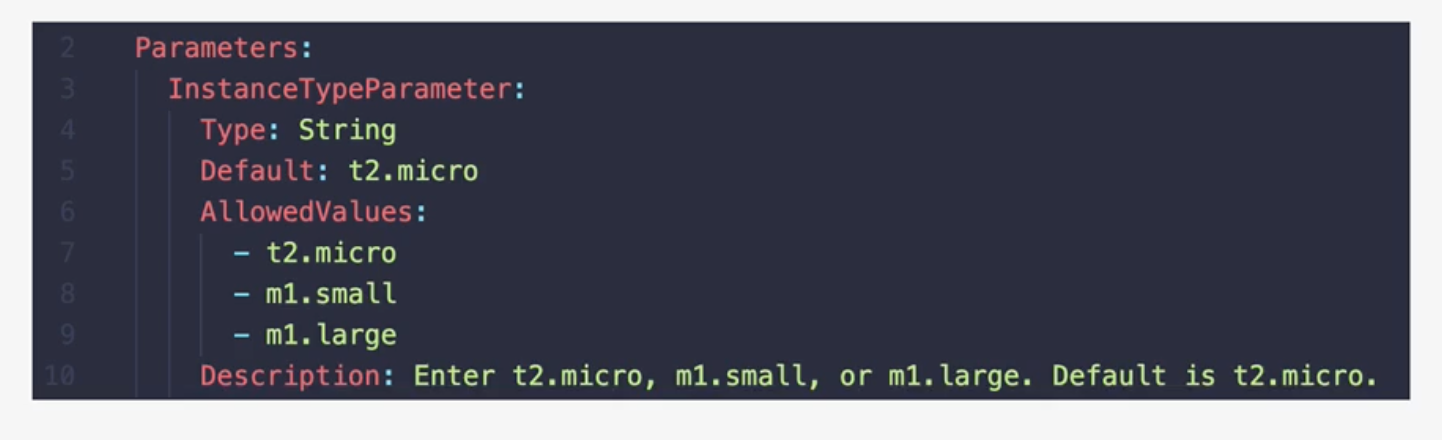 2 Parameters:
3 InstanceTypeParameter:
4 Type: String
5 Default: t2.micro
6 AllowedValues:
7 - t2.micro
8 - m1.small
9 - m1.large
10 Description: Enter t2.micro, m1.small, or m1.large. Default is t2.micro.